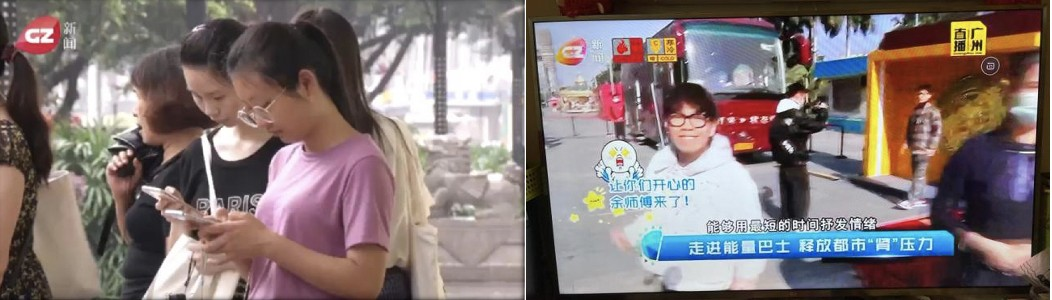 GZ
新闻
PARIS
GZ
新闻
广州
直播
让你们开心的
余师傅来了！
能够用最短的时间抒发情绪
走进能量巴士 释放都市“肾”压力